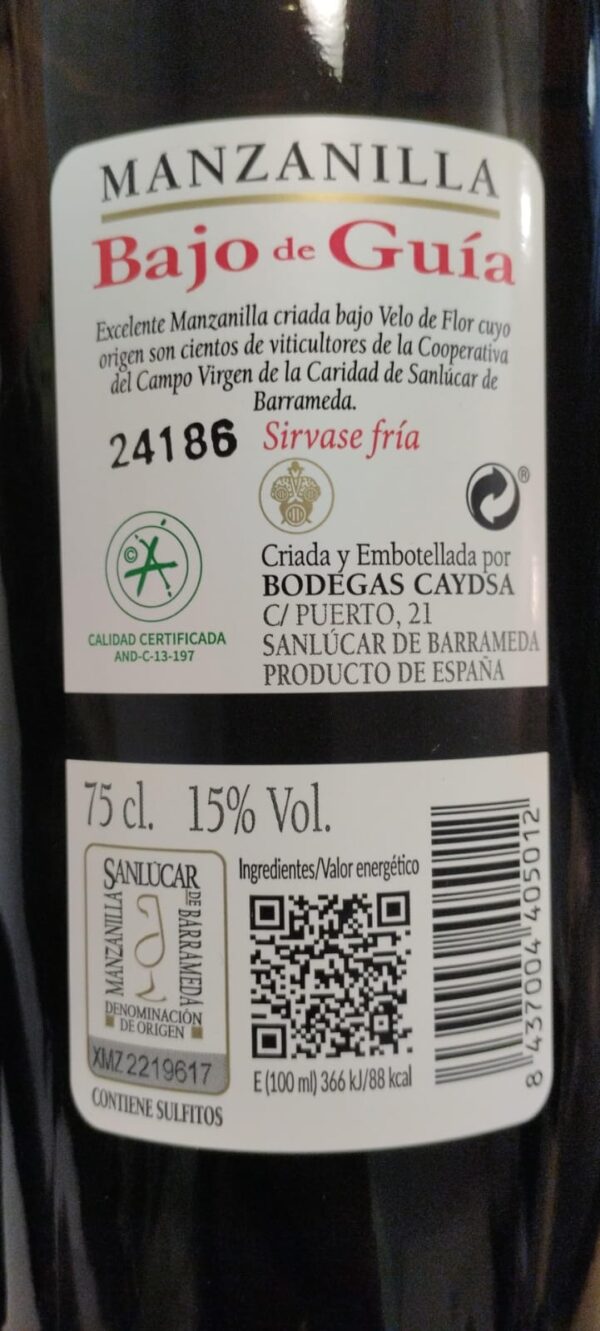 MANZANILLA
Bajo de Guía
Excelente Manzanilla criada bajo Velo de Flor cuyo
origen son cientos de viticultores de la Cooperativa
del Campo Virgen de la Caridad de Sanlúcar de
Barrameda.
24186
Sirvase fría
®
©
CALIDAD CERTIFICADA
AND-C-13-197
Criada y Embotellada por
BODEGAS CAYDSA
C/ PUERTO, 21
SANLÚCAR DE BARRAMEDA
PRODUCTO DE ESPAÑA
75 cl. 15% Vol.
MANZANILLA
SANLÚCAR
DE BARRAMEDA
DENOMINACIÓN
DE ORIGEN
XMZ 2219617
CONTIENE SULFITOS
Ingredientes/Valor energético
E (100 ml) 366 kJ/88 kcal
8 437004 405012